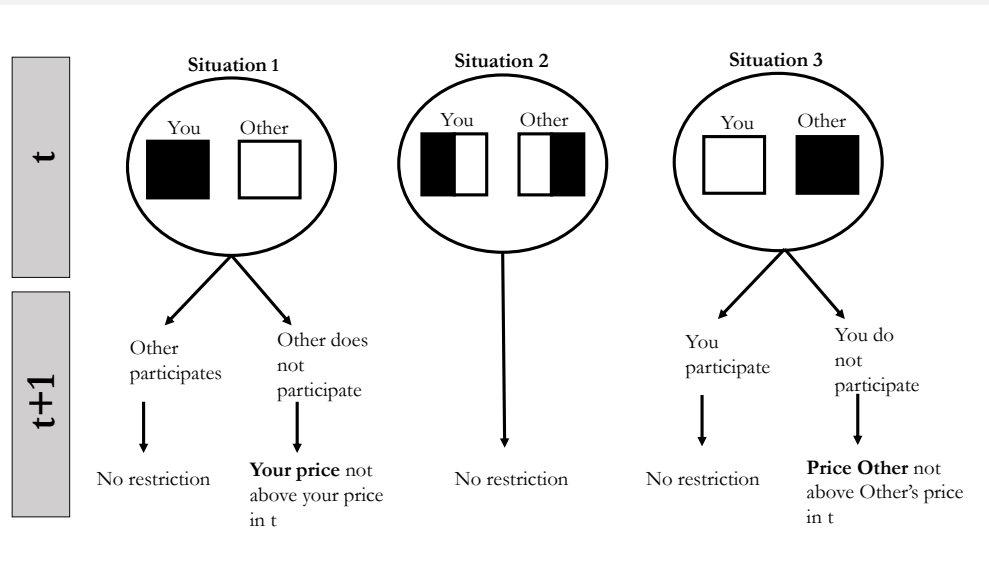 t
Situation 1
You Other
Situation 2
You Other
Situation 3
You Other
t+1
Other
participates
No restriction
Other does
not
participate
Your price not
above your price
in t
No restriction
You
participate
No restriction
You do
not
participate
Price Other not
above Other's price
in t